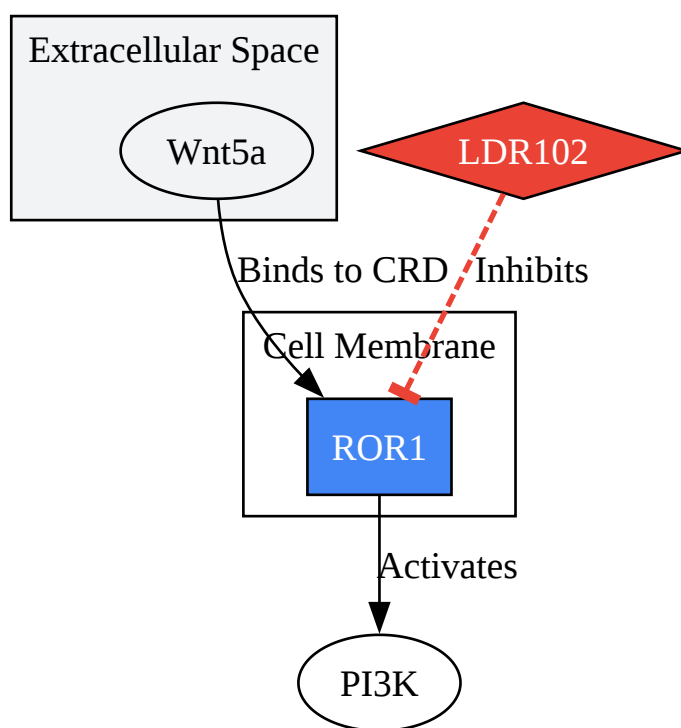 Extracellular Space
Wnt5a
LDR102
Binds to CRD
Inhibits
Cell Membrane
ROR1
Activates
PI3K